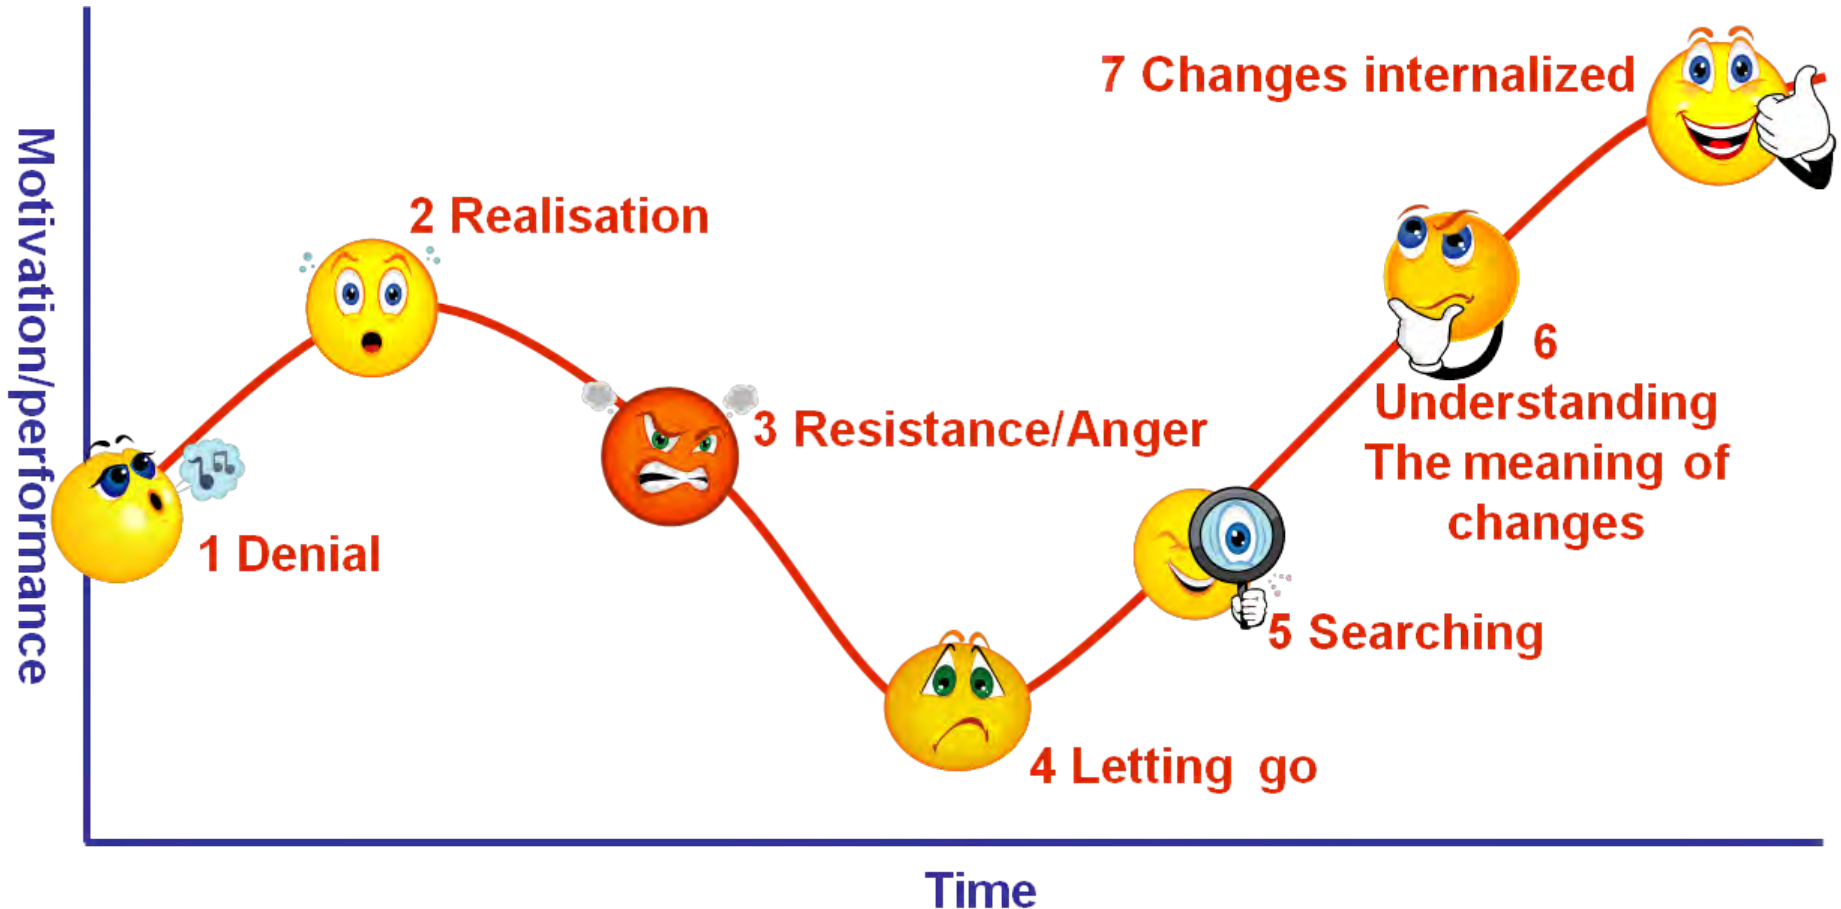 Motivation/performance
7 Changes internalized
2 Realisation
3 Resistance/Anger
6
Understanding
The meaning of
changes
1 Denial
5 Searching
4 Letting go
Time